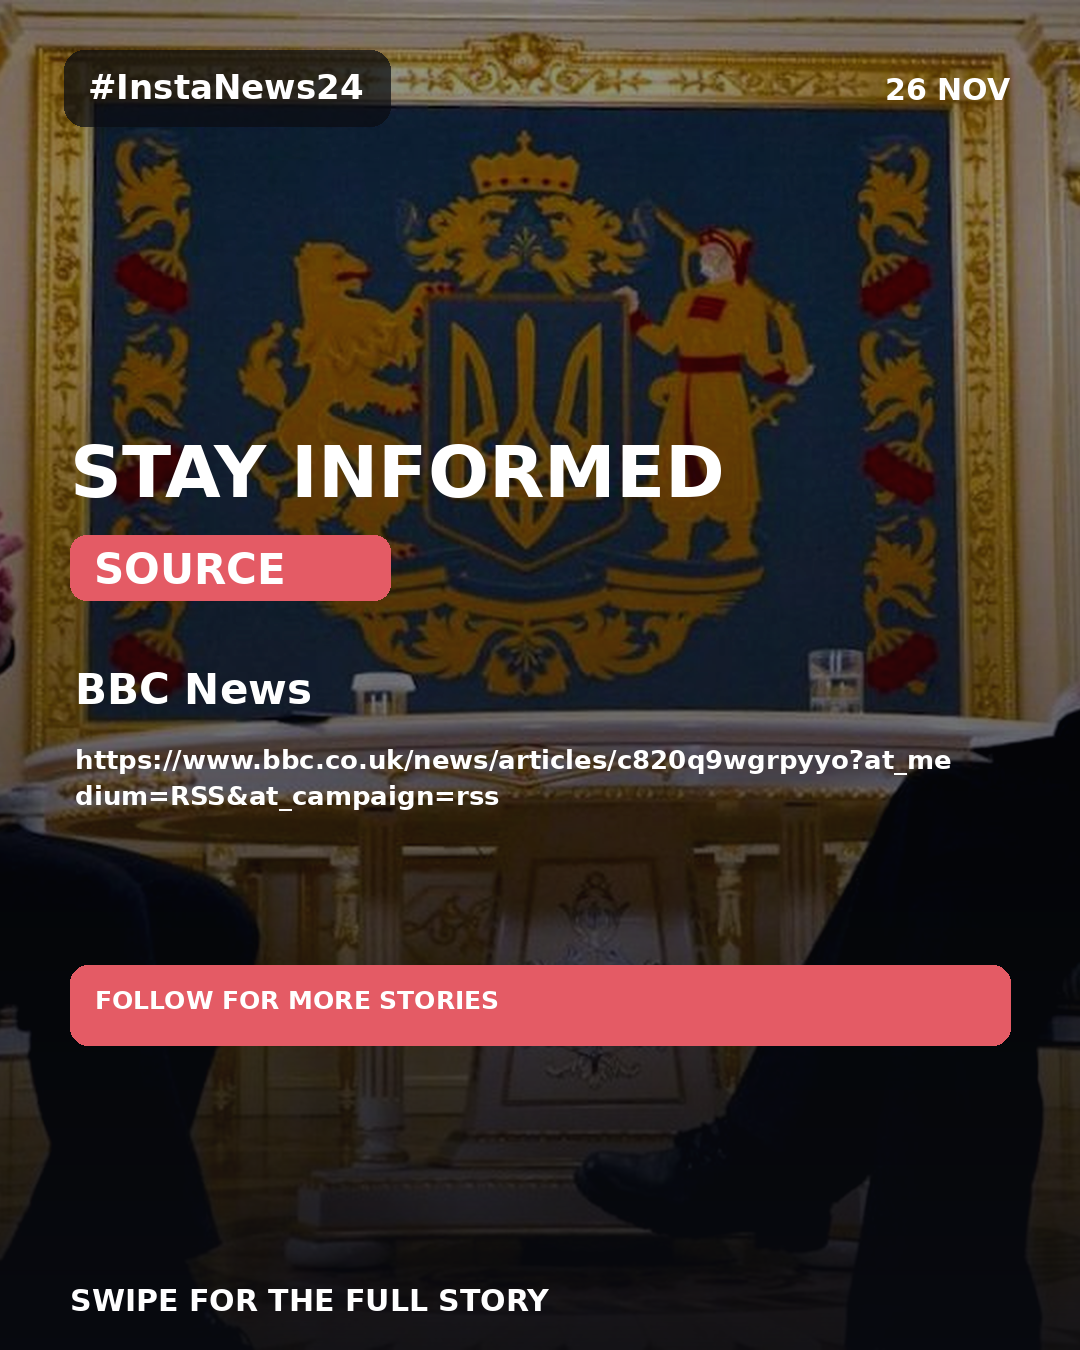 #InstaNews24
26 NOV
STAY INFORMED
SOURCE
BBC News
https://www.bbc.co.uk/news/articles/c820q9wgrpyyo?at_me
dium=RSS&at_campaign=rss
FOLLOW FOR MORE STORIES
SWIPE FOR THE FULL STORY